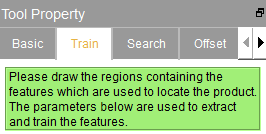 Tool Property
Basic Train Search Offset
Please draw the regions containing the
features which are used to locate the product.
The parameters below are used to extract
and train the features.